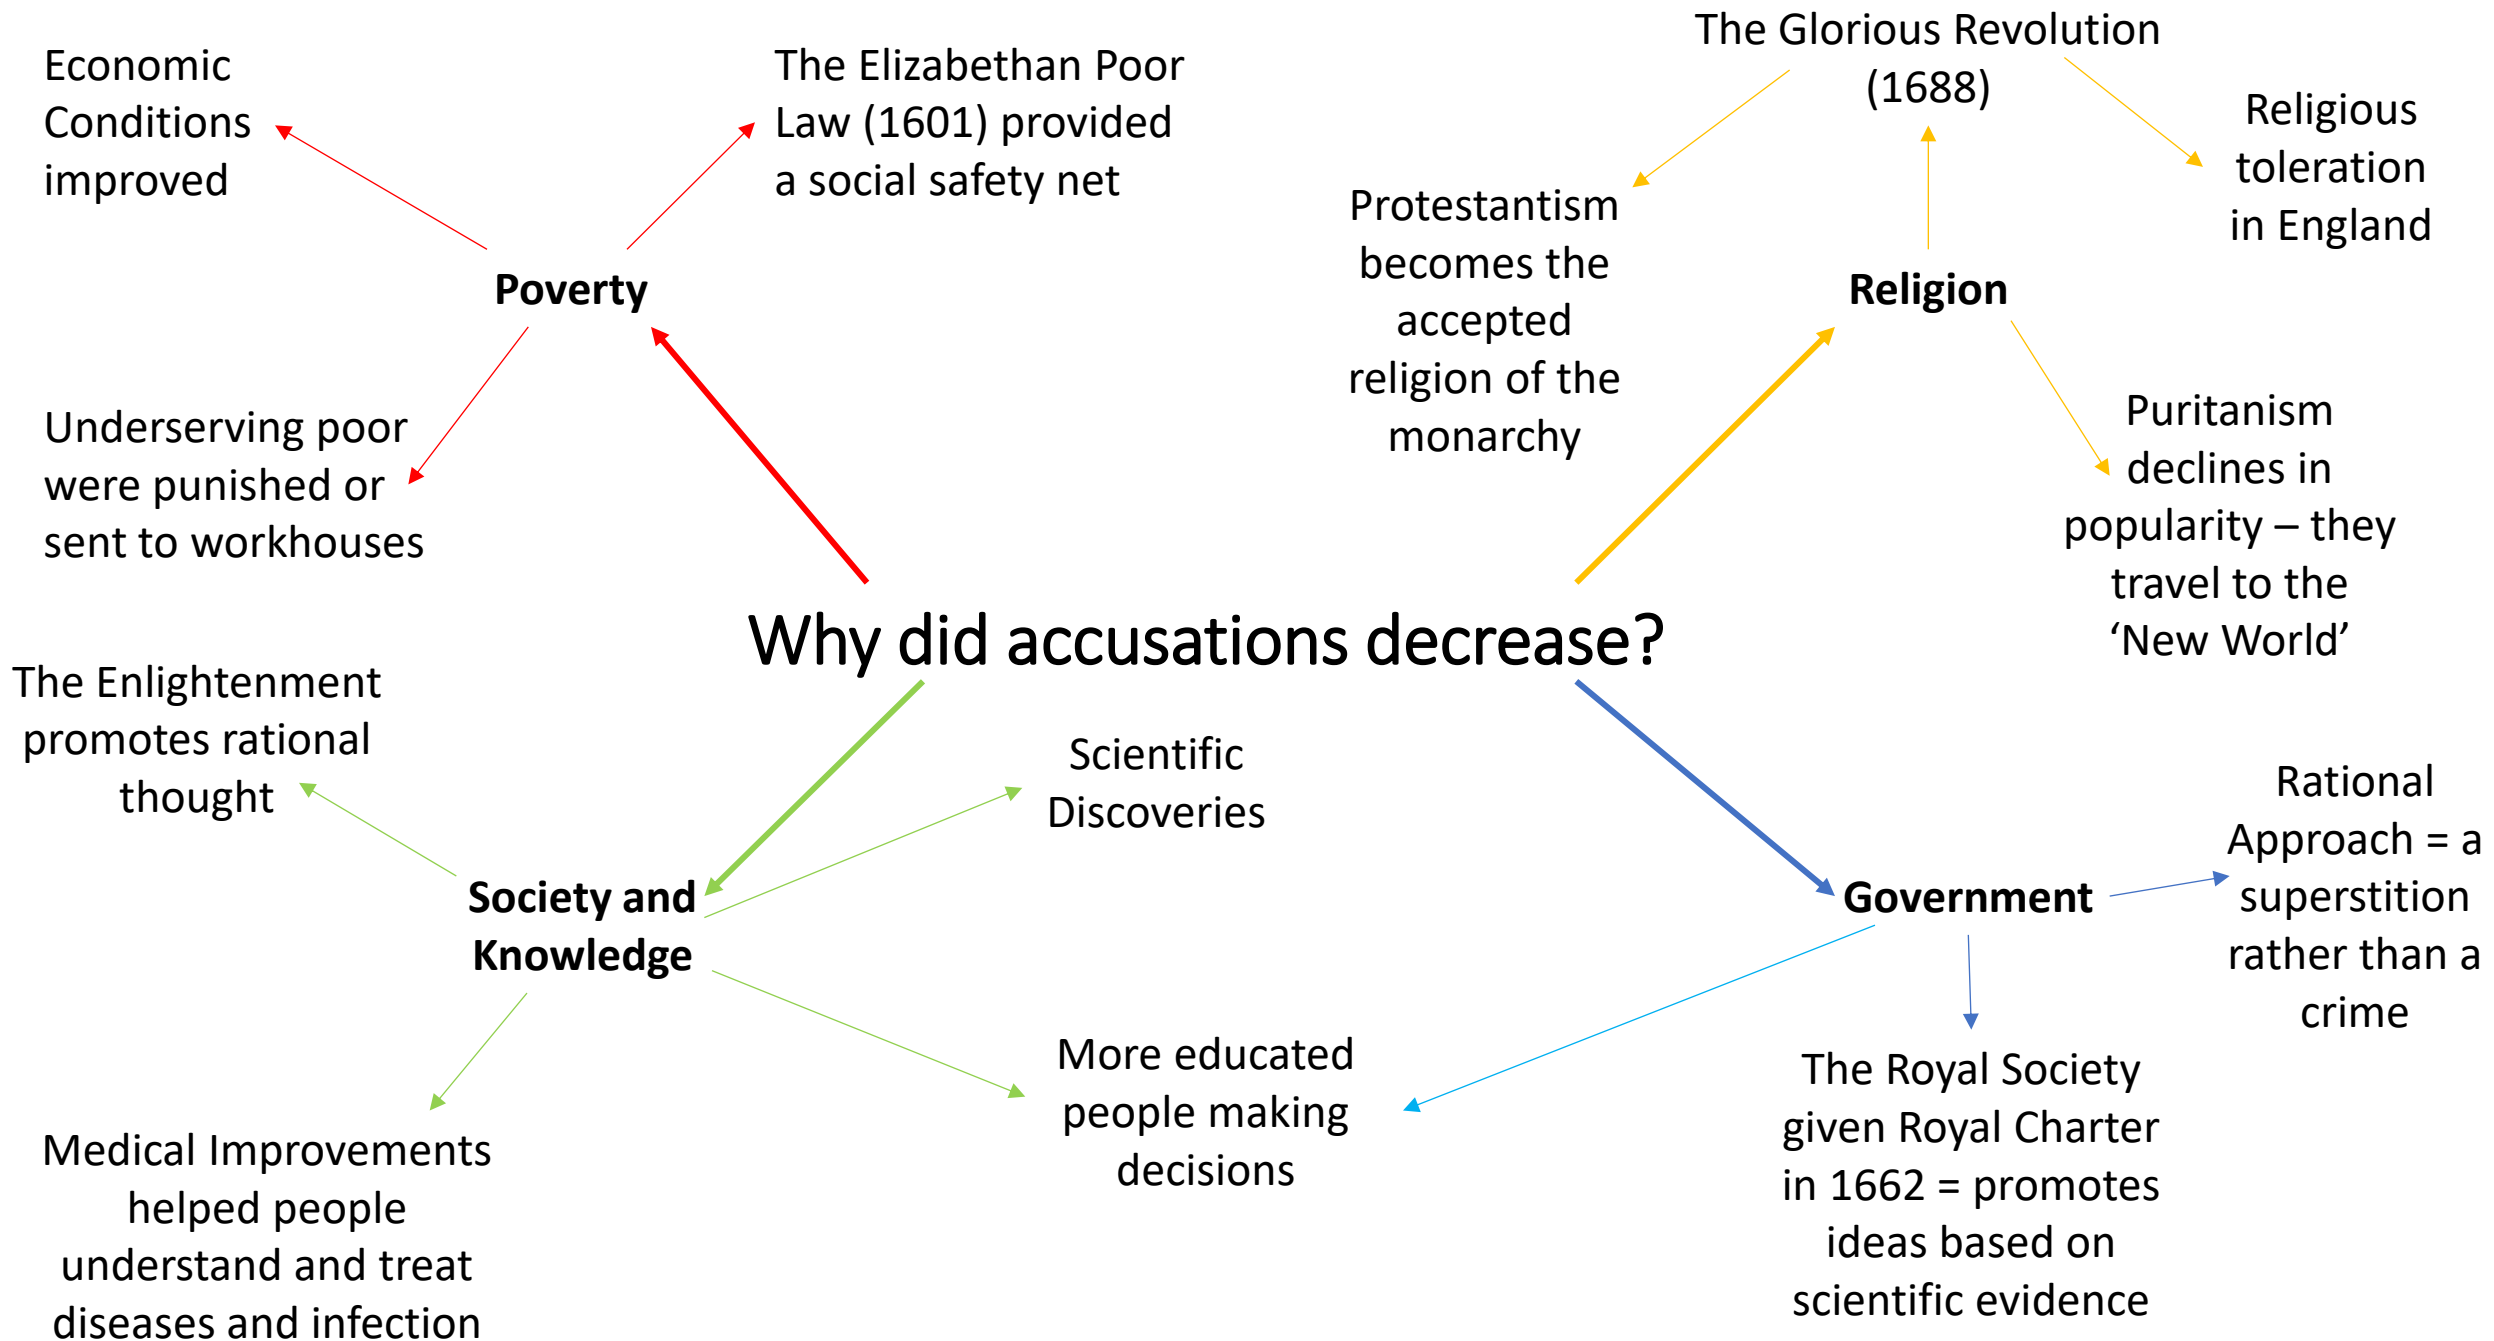 Economic
Conditions
improved
The Elizabethan Poor
Law (1601) provided
a social safety net
Poverty
Underserving poor
were punished or
sent to workhouses
The Glorious Revolution
(1688)
Religious
toleration
in England
Protestantism
becomes the
accepted
religion of the
monarchy
Religion
Puritanism
declines in
popularity – they
travel to the
‘New World’
Why did accusations decrease?
The Enlightenment
promotes rational
thought
Scientific
Discoveries
Society and
Knowledge
More educated
people making
decisions
Medical Improvements
helped people
understand and treat
diseases and infection
Government
Rational
Approach = a
superstition
rather than a
crime
The Royal Society
given Royal Charter
in 1662 = promotes
ideas based on
scientific evidence